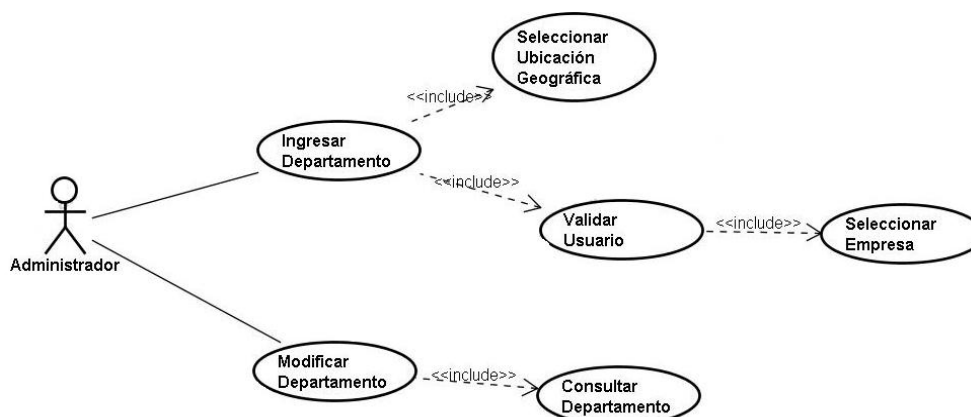 Seleccionar
Ubicación
Geográfica
<<include>>
Ingresar
Departamento
<<include>>
Validar
Usuario
<<include>>
Seleccionar
Empresa
Administrador
Modificar
Departamento
<<include>>
Consultar
Departamento